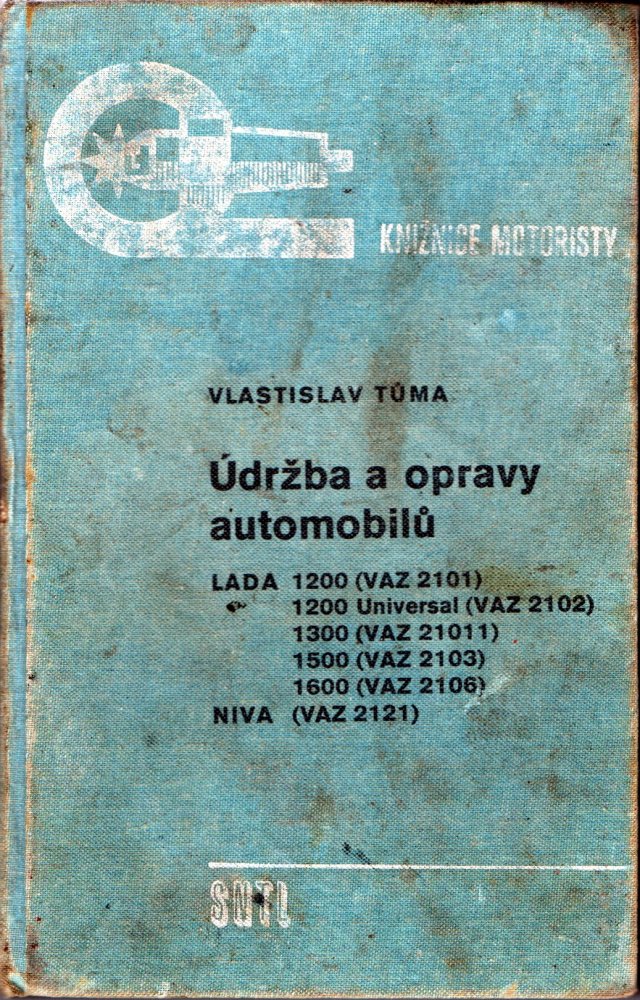 KNIŽNICE MOTORISTY
VLASTISLAV TŮMA
Údržba a opravy
automobilů
LADA 1200 (VAZ 2101)
1200 Universal (VAZ 2102)
1300 (VAZ 21011)
1500 (VAZ 2103)
1600 (VAZ 2106)
NIVA (VAZ 2121)
SNTL